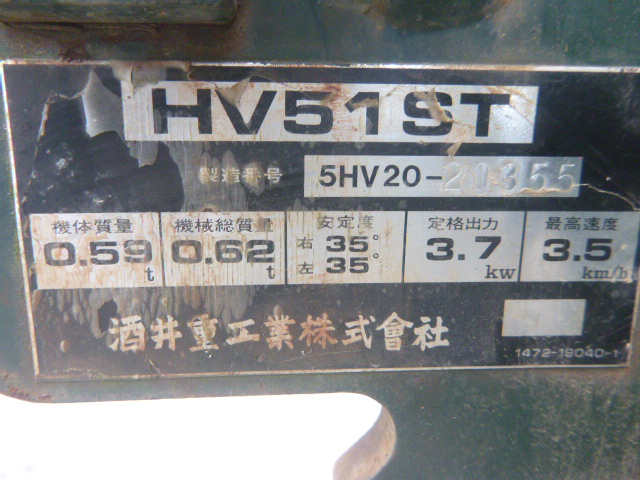 HV51ST
製造番号 5HV20-20355
機体質量 機械総質量 安定度 定格出力 最高速度
0.59 t 0.62 t 右 35° 左 35° 3.7 kw 3.5 km/h
酒井重工業株式會社
1472-19040-1